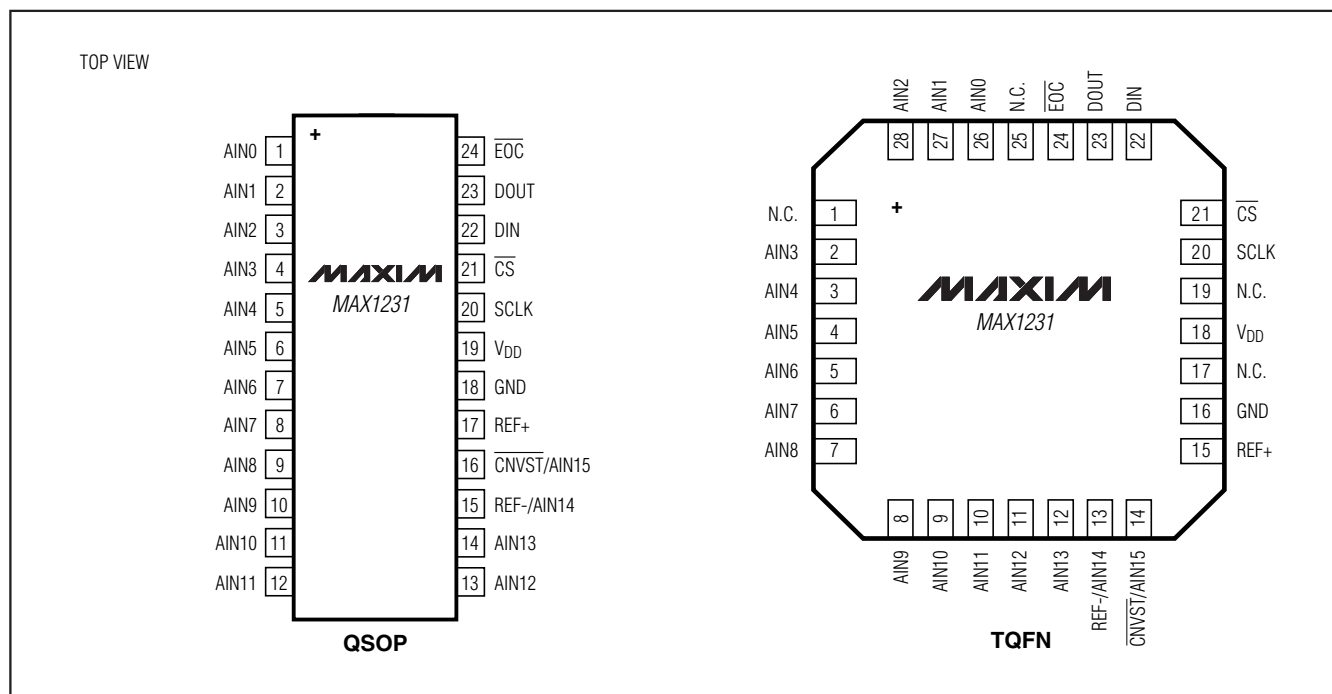 TOP VIEW
+
AIN0 1
AIN1 2
AIN2 3
AIN3 4
AIN4 5
AIN5 6
AIN6 7
AIN7 8
AIN8 9
AIN9 10
AIN10 11
AIN11 12
MAXIM
MAX1231
24 EOC
23 DOUT
22 DIN
21 CS
20 SCLK
19 VDD
18 GND
17 REF+
16 CNVST/AIN15
15 REF-/AIN14
14 AIN13
13 AIN12
QSOP
AIN2 AIN1 AIN0 N.C. EOC DOUT DIN
28 27 26 25 24 23 22
+
N.C. 1
AIN3 2
AIN4 3
AIN5 4
AIN6 5
AIN7 6
AIN8 7
MAXIM
MAX1231
21 CS
20 SCLK
19 N.C.
18 VDD
17 N.C.
16 GND
15 REF+
8 9 10 11 12 13 14
AIN9 AIN10 AIN11 AIN12 AIN13 REF-/AIN14 CNVST/AIN15
TQFN